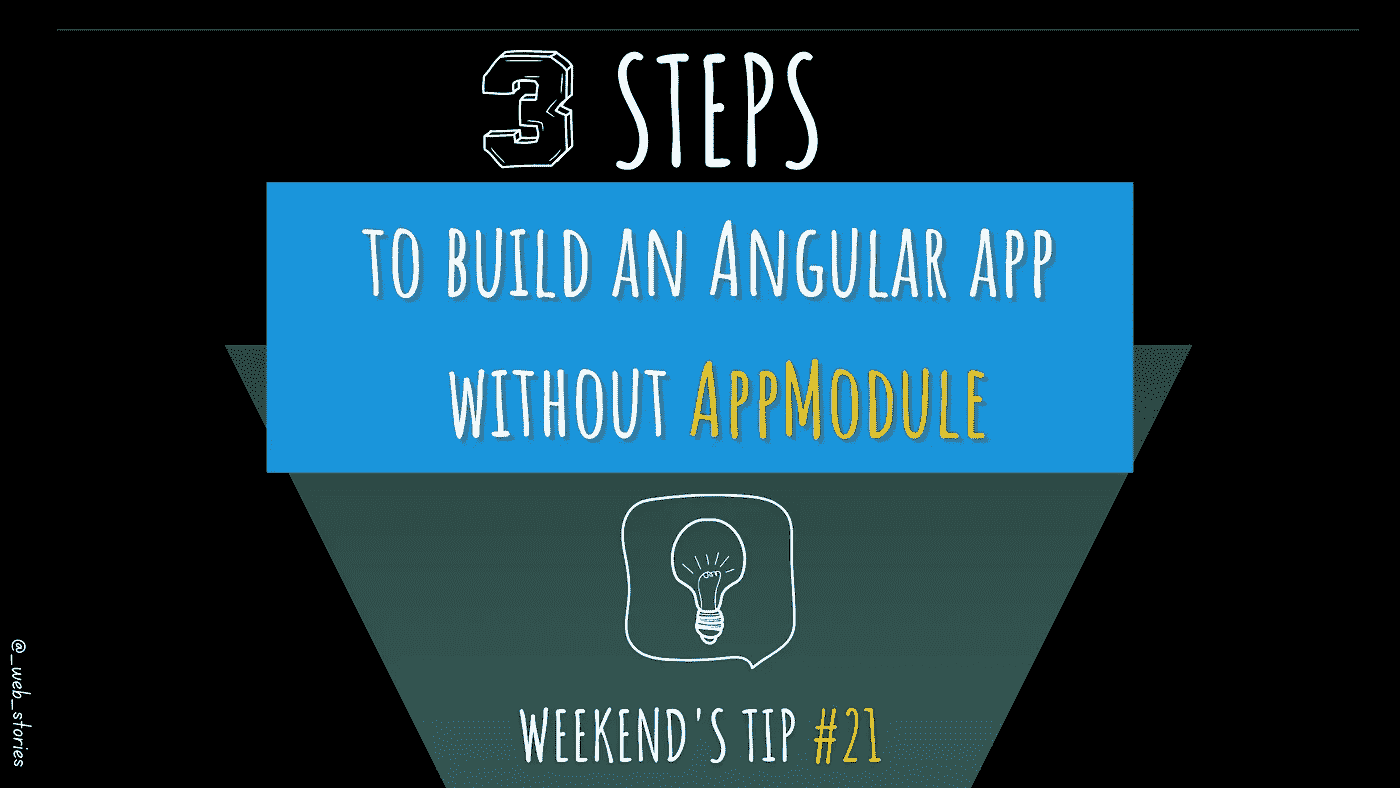 3 STEPS
TO BUILD AN ANGULAR APP
WITHOUT APPMODULE
WEEKEND'S TIP #21
@_web_stories